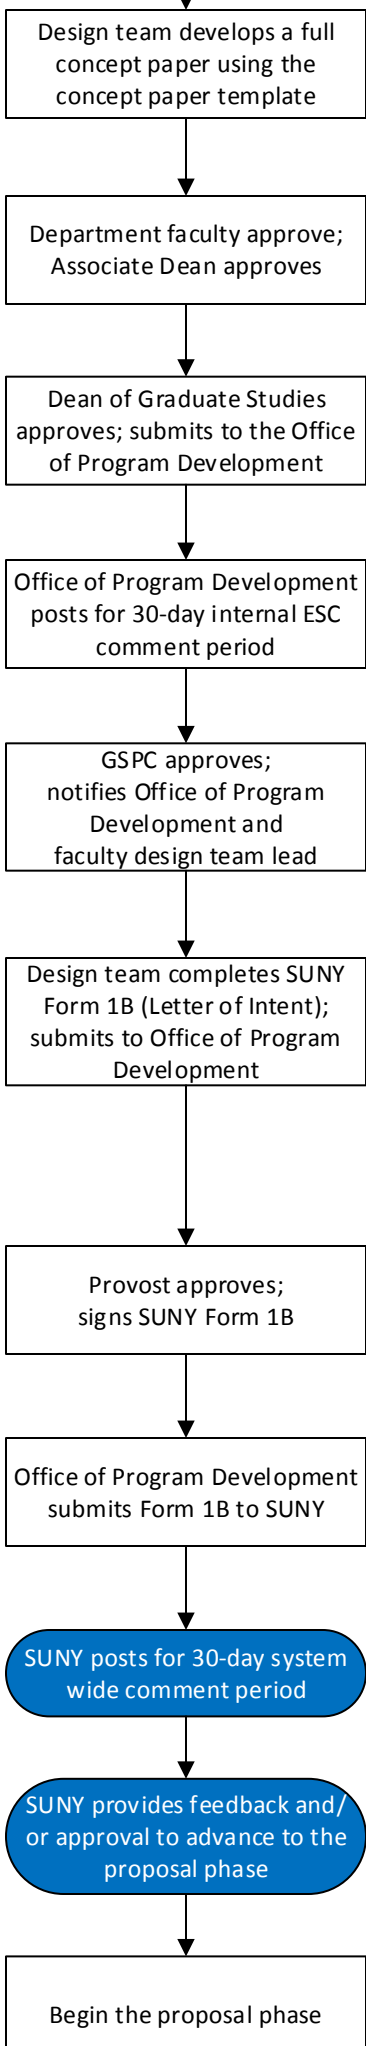 Design team develops a full
concept paper using the
concept paper template
Department faculty approve;
Associate Dean approves
Dean of Graduate Studies
approves; submits to the Office
of Program Development
Office of Program Development
posts for 30-day internal ESC
comment period
GSPC approves;
notifies Office of Program
Development and
faculty design team lead
Design team completes SUNY
Form 1B (Letter of Intent);
submits to Office of Program
Development
Provost approves;
signs SUNY Form 1B
Office of Program Development
submits Form 1B to SUNY
SUNY posts for 30-day system
wide comment period
SUNY provides feedback and/
or approval to advance to the
proposal phase
Begin the proposal phase